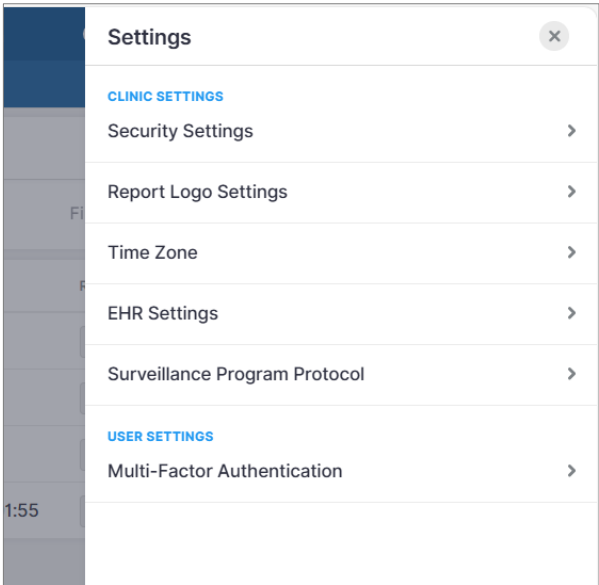 Settings
CLINIC SETTINGS
Security Settings
Report Logo Settings
Fi
Time Zone
EHR Settings
Surveillance Program Protocol
USER SETTINGS
Multi-Factor Authentication
1:55